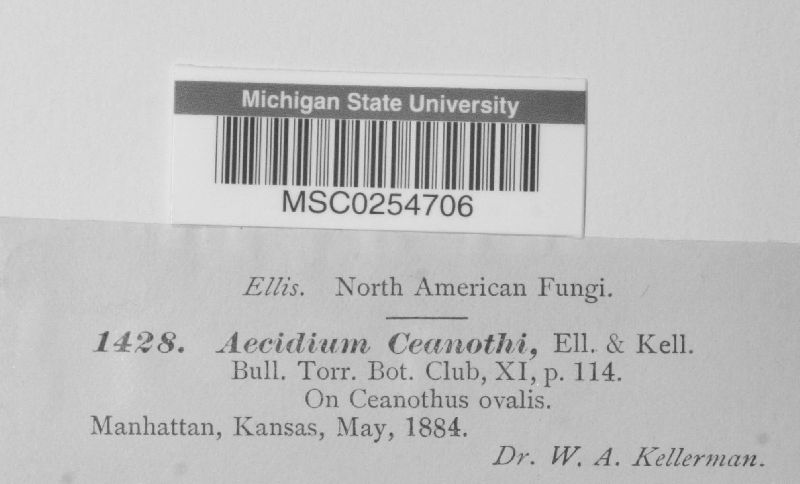 Michigan State University
MSC0254706
Ellis. North American Fungi.
1428. Aecidium Ceanothi, Ell. & Kell.
Bull. Torr. Bot. Club, XI, p. 114.
On Ceanothus ovalis.
Manhattan, Kansas, May, 1884.
Dr. W. A. Kellerman.